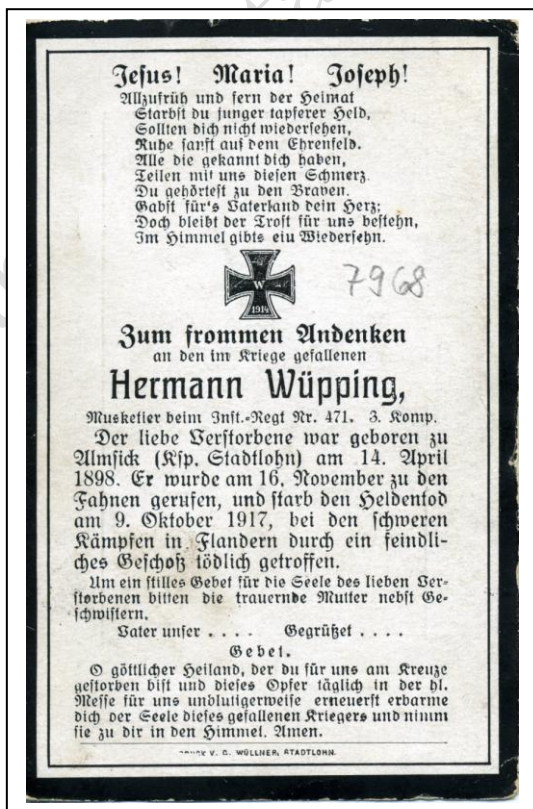 Jesus! Maria! Joseph!
Allzufrüh und fern der Heimat
Starbst du junger tapferer Held,
Sollten dich nicht wiedersehen,
Ruhe sanft auf dem Ehrenfeld.
Alle die gekannt dich haben,
Teilen mit uns diesen Schmerz.
Du gehörtest zu den Braven.
Gabst für's Vaterland dein Herz;
Doch bleibt der Trost für uns bestehn,
Im Himmel gibts eiu Wiedersehn.
W
1914
7968
Zum frommen Andenken
an den im Kriege gefallenen
Hermann Wüpping,
Musketier beim Inft.-Regt Nr. 471. 3. Komp.
Der liebe Verstorbene war geboren zu
Almsick (Ksp. Stadtlohn) am 14. April
1898. Er wurde am 16. November zu den
Fahnen gerufen, und starb den Heldentod
am 9. Oktober 1917, bei den schweren
Kämpfen in Flandern durch ein feindli-
ches Geschoß tödlich getroffen.
Um ein stilles Gebet für die Seele des lieben Ver-
storbenen bitten die trauernde Mutter nebst Ge-
schwistern.
Vater unser . . . . Gegrüßet . . . .
Gebet.
O göttlicher Heiland, der du für uns am Kreuze
gestorben bist und dieses Opfer täglich in der hl.
Messe für uns unblutigerweise erneuerst erbarme
dich der Seele dieses gefallenen Kriegers und nimm
sie zu dir in den Himmel. Amen.
V. G. WÜLLNER, STADTLOHN.